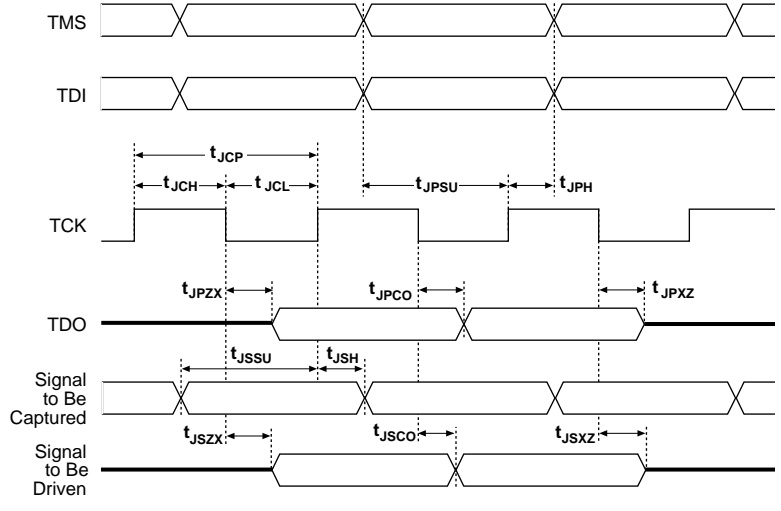 TMS
TDI
tJCP
tJCH
tJCL
tJPSU
tJPH
TCK
tJPZX
tJPCO
tJPXZ
TDO
tJSSU
tJSH
Signal
to Be
Captured
tJSZX
tJSCO
tJSXZ
Signal
to Be
Driven